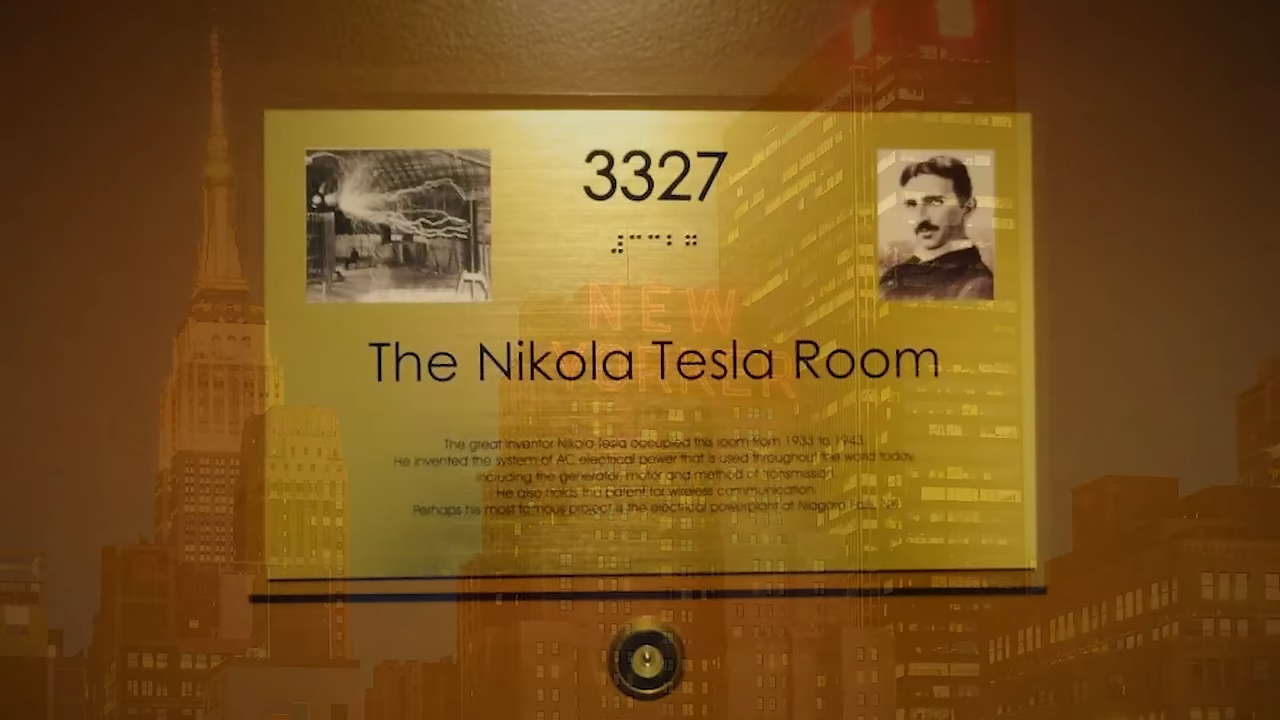 3327
⠼⠉⠉⠃⠛
NEW
YORKER
The Nikola Tesla Room
The great inventor Nikola Tesla occupied this room from 1933 to 1943.
He invented the system of AC electrical power that is used throughout the world today,
including the generator, motor and method of transmission.
He also holds the patent for wireless communication.
Perhaps his most famous project is the electrical powerplant at Niagara Falls, NY.